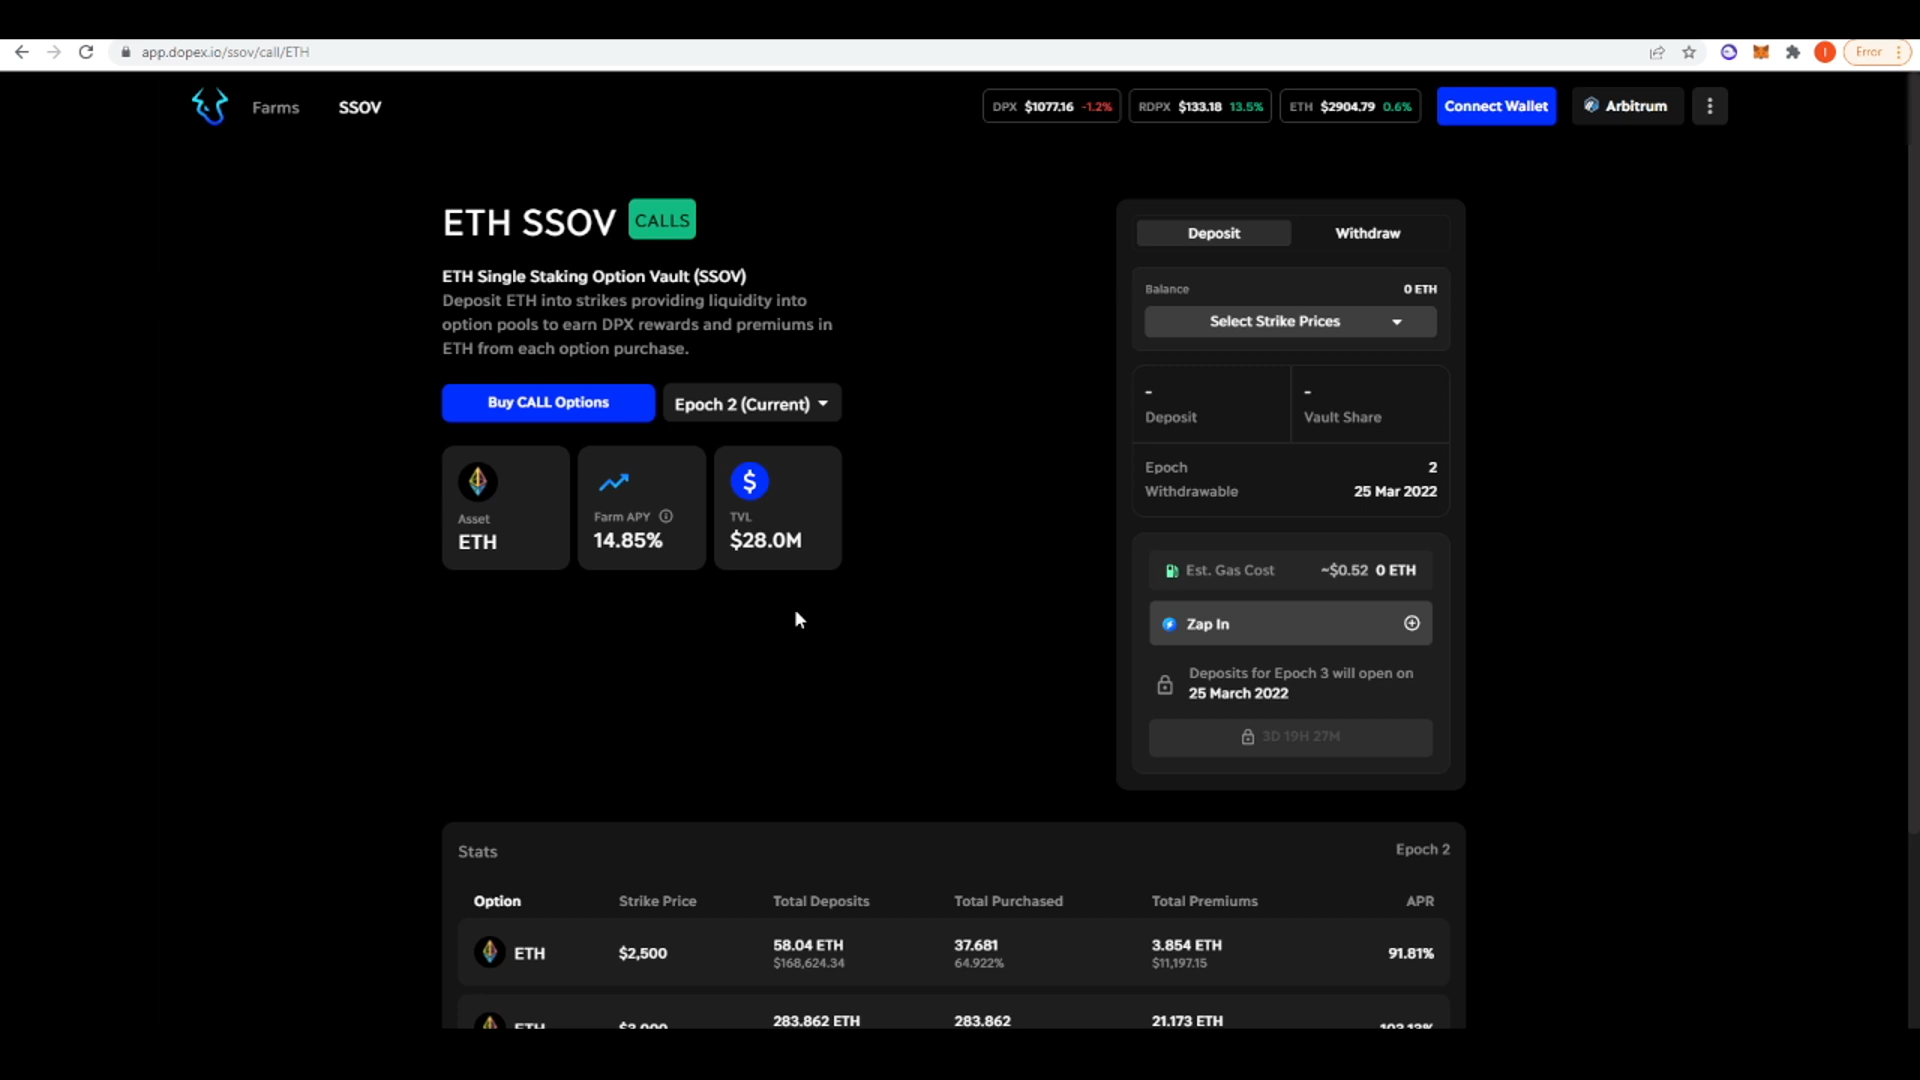 app.dopex.io/ssov/call/ETH
Error
Farms
SSOV
DPX $1077.16 -1.2%
RDPX $133.18 13.5%
ETH $2904.79 0.6%
Connect Wallet
Arbitrum
ETH SSOV CALLS
ETH Single Staking Option Vault (SSOV)
Deposit ETH into strikes providing liquidity into
option pools to earn DPX rewards and premiums in
ETH from each option purchase.
Buy CALL Options
Epoch 2 (Current)
Asset
ETH
Farm APY
14.85%
TVL
$28.0M
Deposit
Withdraw
Balance 0 ETH
Select Strike Prices
-
Deposit
-
Vault Share
Epoch 2
Withdrawable 25 Mar 2022
Est. Gas Cost ~$0.52 0 ETH
Zap In
Deposits for Epoch 3 will open on
25 March 2022
3D 19H 27M
Stats Epoch 2
Option Strike Price Total Deposits Total Purchased Total Premiums APR
ETH $2,500 58.04 ETH 37.681 3.854 ETH 91.81%
$168,624.34 64.922% $11,197.15
ETH $3,000 283.862 ETH 283.862 21.173 ETH